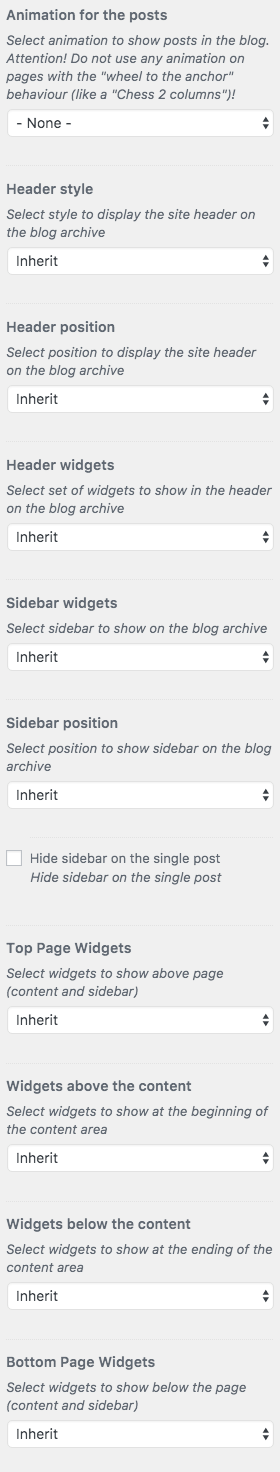 Animation for the posts
Select animation to show posts in the blog.
Attention! Do not use any animation on
pages with the "wheel to the anchor"
behaviour (like a "Chess 2 columns")!
- None -
Header style
Select style to display the site header on
the blog archive
Inherit
Header position
Select position to display the site header
on the blog archive
Inherit
Header widgets
Select set of widgets to show in the header
on the blog archive
Inherit
Sidebar widgets
Select sidebar to show on the blog archive
Inherit
Sidebar position
Select position to show sidebar on the blog
archive
Inherit
Hide sidebar on the single post
Hide sidebar on the single post
Top Page Widgets
Select widgets to show above page
(content and sidebar)
Inherit
Widgets above the content
Select widgets to show at the beginning of
the content area
Inherit
Widgets below the content
Select widgets to show at the ending of the
content area
Inherit
Bottom Page Widgets
Select widgets to show below the page
(content and sidebar)
Inherit